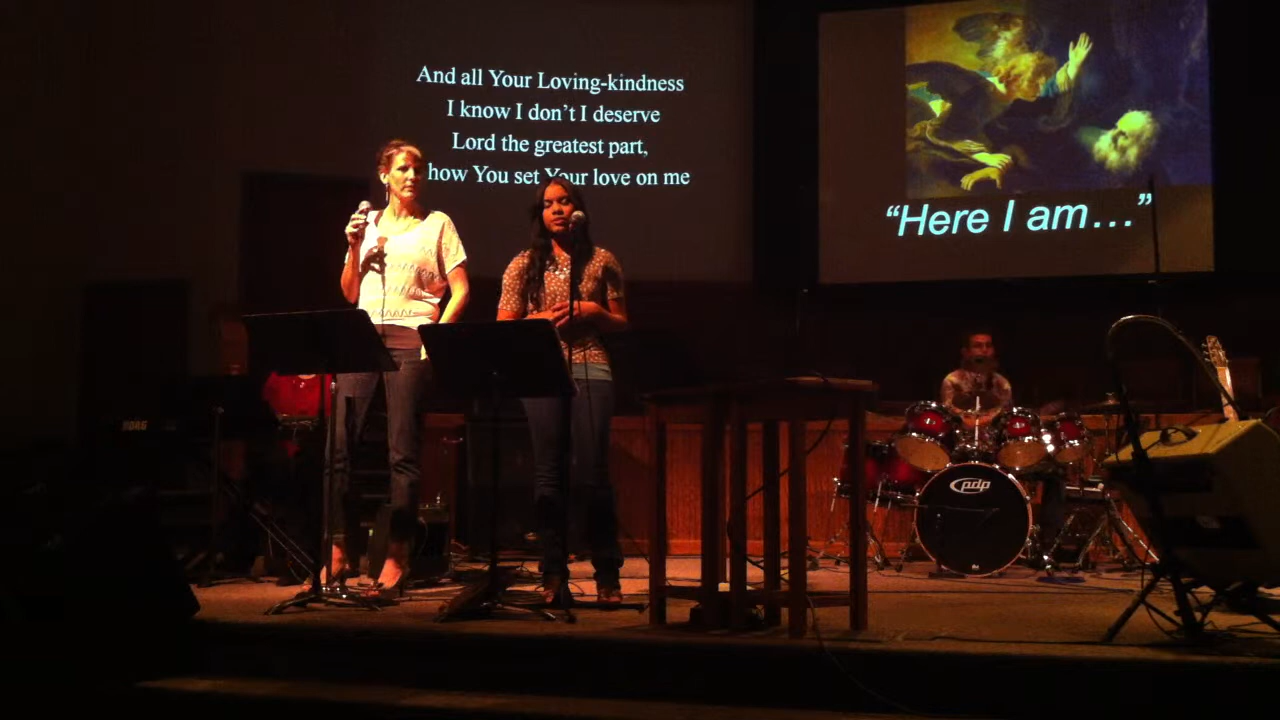 And all Your Loving-kindness
I know I don't I deserve
Lord the greatest part,
how You set Your love on me
“Here I am…”
KORG
pdp